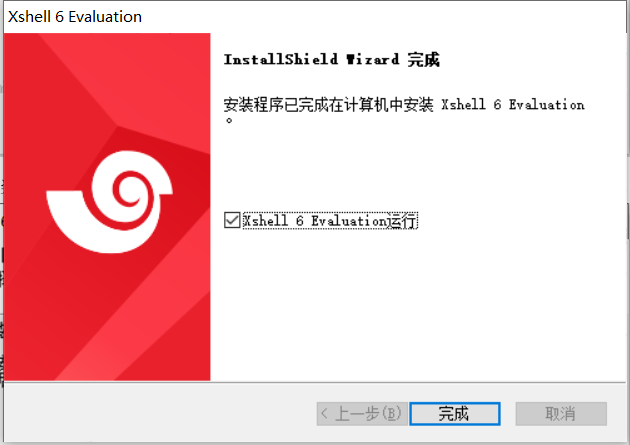 Xshell 6 Evaluation
InstallShield Wizard 完成
安装程序已完成在计算机中安装 Xshell 6 Evaluation
。
Xshell 6 Evaluation运行
< 上一步(B)
完成
取消